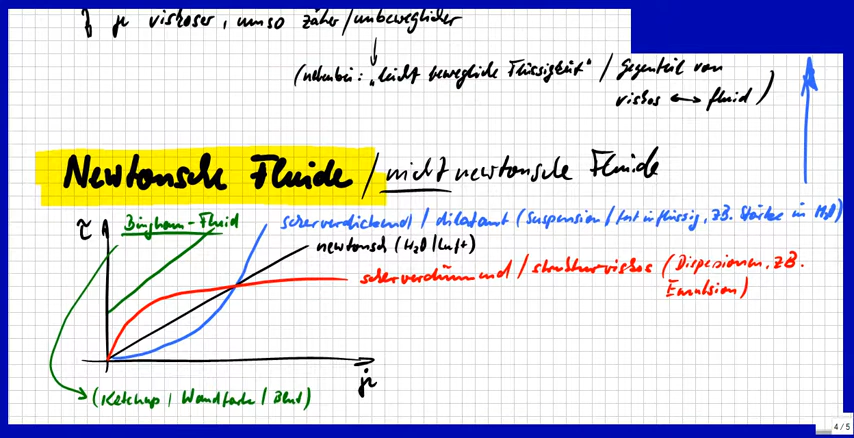 je viskoser, umso zäher/unbeweglicher
(nebenbei: „leicht bewegliche Flüssigkeit" / Gegenteil von
viskos ↔ fluid)
Newtonsche Fluide / nicht newtonsche Fluide
τ
Bingham-Fluid
scherverdickend / dilatant (Suspension / fest in flüssig, z.B. Stärke in H₂O)
newtonsch (H₂O / Luft)
scherverdünnend / strukturviskos (Dispersionen, z.B.
Emulsion)
(Ketchup / Wandfarbe / Blut)
4 / 5